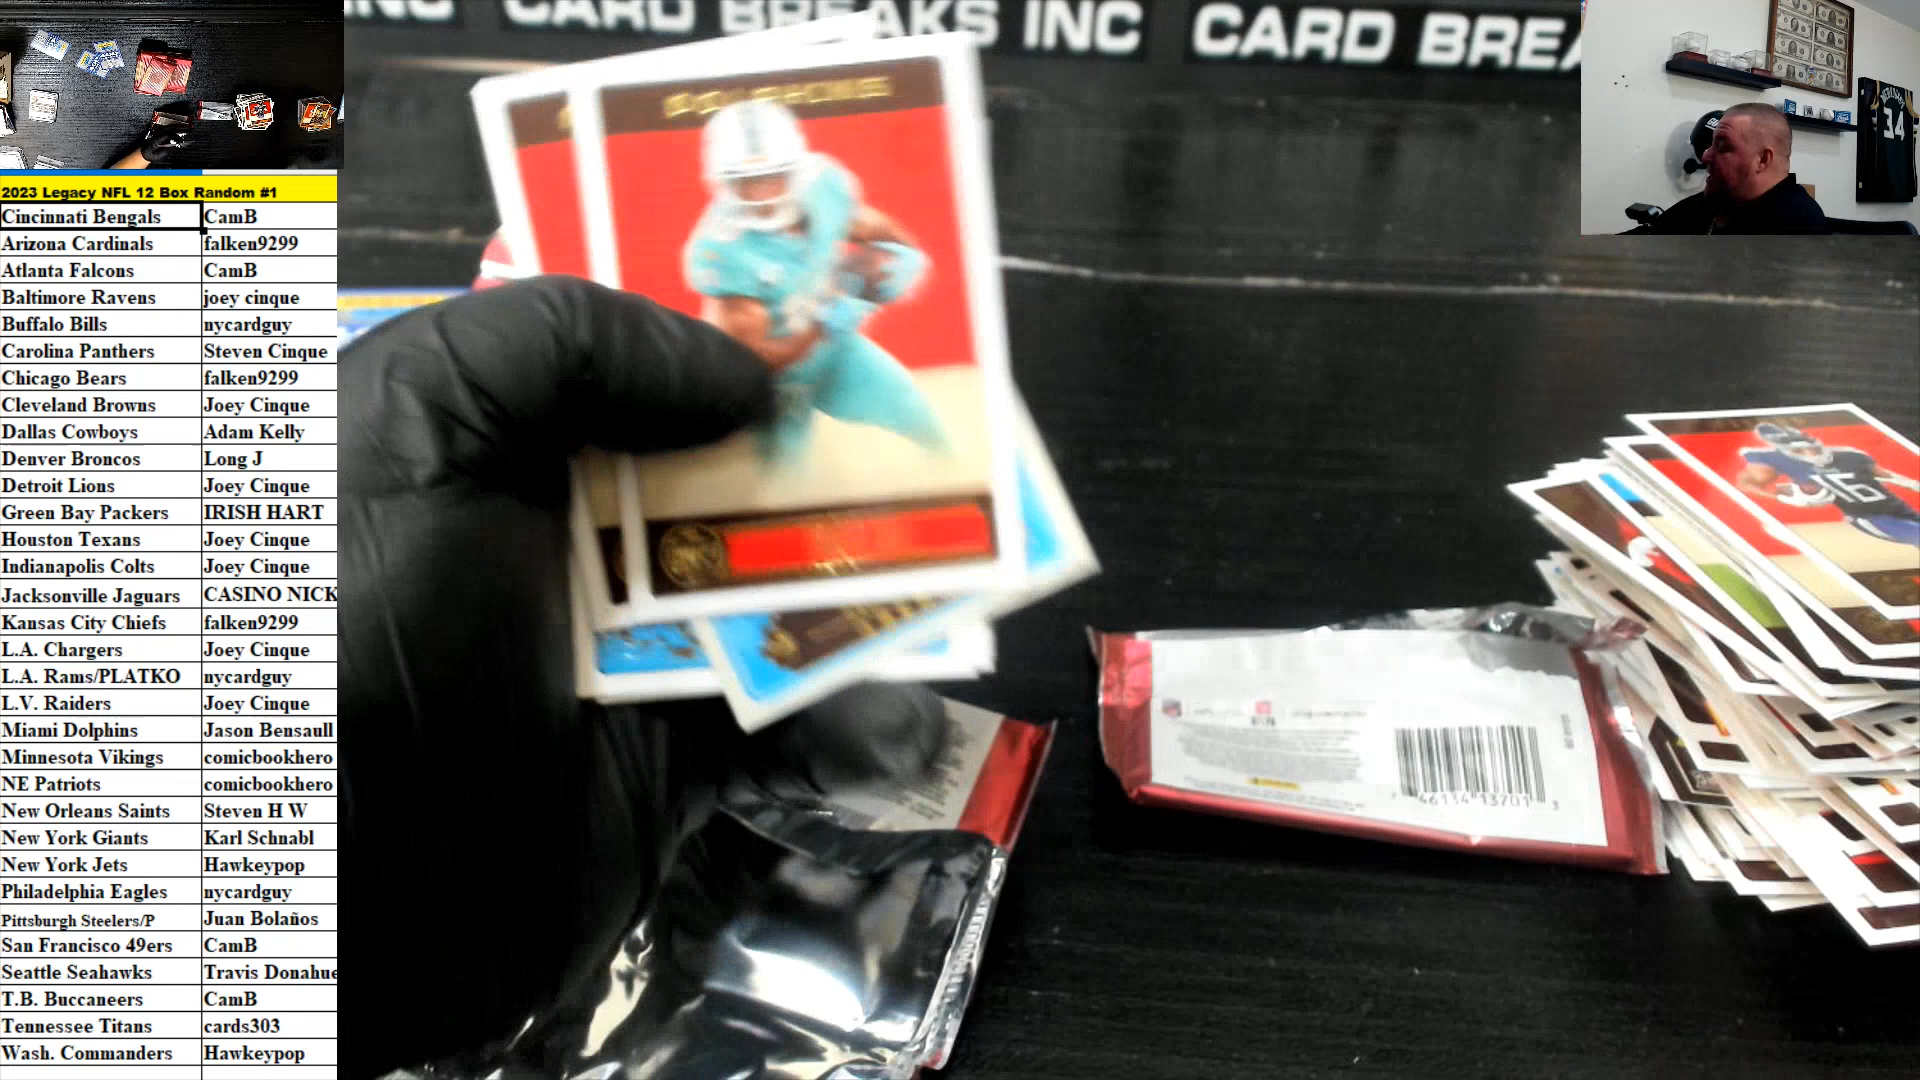 INC CARD BREAKS INC CARD BREA
2023 Legacy NFL 12 Box Random #1
Cincinnati Bengals CamB
Arizona Cardinals falken9299
Atlanta Falcons CamB
Baltimore Ravens joey cinque
Buffalo Bills nycardguy
Carolina Panthers Steven Cinque
Chicago Bears falken9299
Cleveland Browns Joey Cinque
Dallas Cowboys Adam Kelly
Denver Broncos Long J
Detroit Lions Joey Cinque
Green Bay Packers IRISH HART
Houston Texans Joey Cinque
Indianapolis Colts Joey Cinque
Jacksonville Jaguars CASINO NICK
Kansas City Chiefs falken9299
L.A. Chargers Joey Cinque
L.A. Rams/PLATKO nycardguy
L.V. Raiders Joey Cinque
Miami Dolphins Jason Bensaull
Minnesota Vikings comicbookhero
NE Patriots comicbookhero
New Orleans Saints Steven H W
New York Giants Karl Schnabl
New York Jets Hawkeypop
Philadelphia Eagles nycardguy
Pittsburgh Steelers/P Juan Bolaños
San Francisco 49ers CamB
Seattle Seahawks Travis Donahue
T.B. Buccaneers CamB
Tennessee Titans cards303
Wash. Commanders Hawkeypop
DOLPHINS
16
34